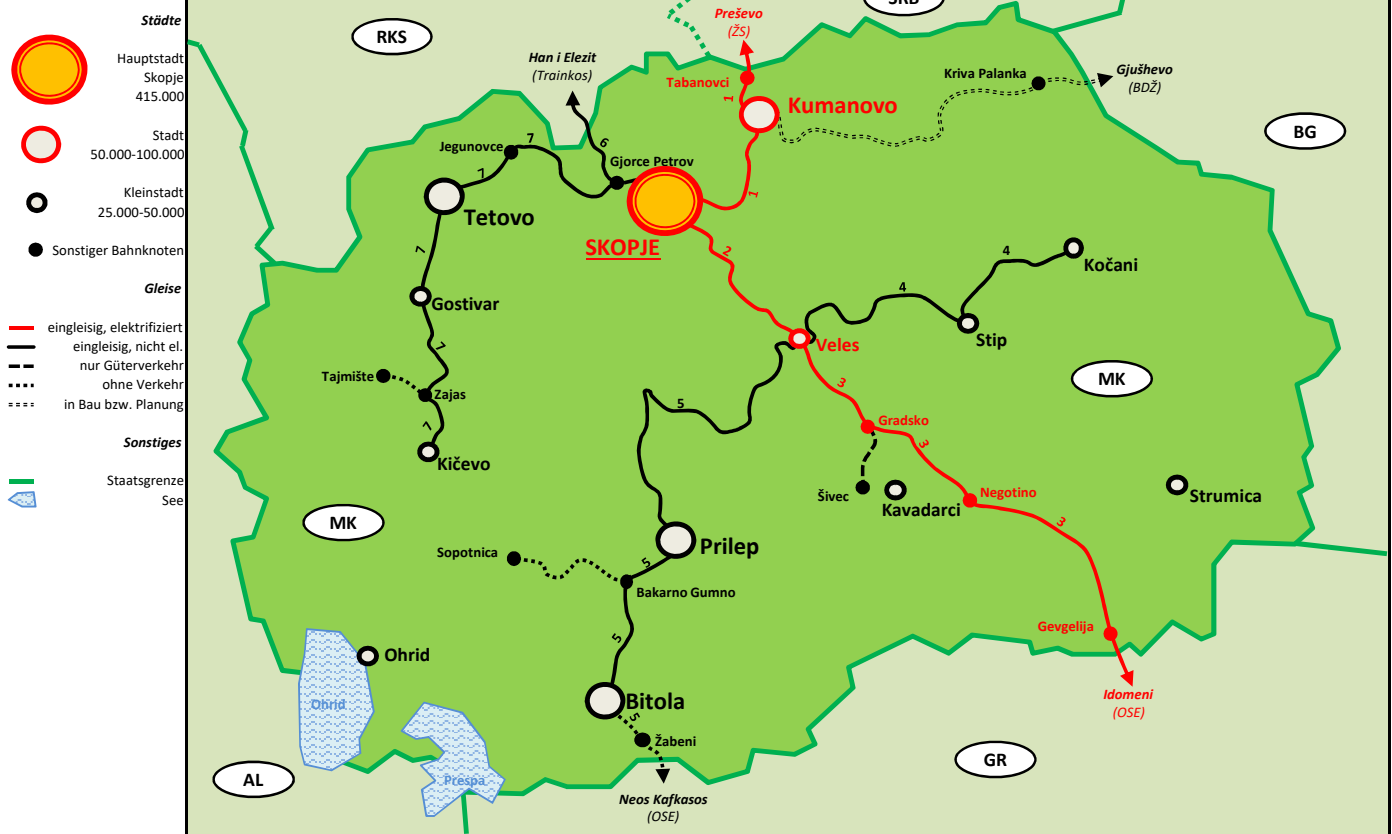 Städte
Hauptstadt
Skopje
415.000
Stadt
50.000-100.000
Kleinstadt
25.000-50.000
Sonstiger Bahnknoten
Gleise
eingleisig, elektrifiziert
eingleisig, nicht el.
nur Güterverkehr
ohne Verkehr
in Bau bzw. Planung
Sonstiges
Staatsgrenze
See
SRB
Preševo
(ŽS)
RKS
Han i Elezit
(Trainkos)
Tabanovci
1
Kumanovo
Kriva Palanka
Gjuševo
(BDŽ)
BG
Jegunovce
7
6
Gjorce Petrov
7
1
Tetovo
SKOPJE
2
7
4
Kočani
4
Gostivar
Stip
Veles
7
Tajmište
Zajas
3
MK
5
7
Gradsko
3
Kičevo
Šivec
Kavadarci
Negotino
Strumica
MK
3
Prilep
Sopotnica
5
Bakarno Gumno
5
Gevgelija
Ohrid
Ohrid
Bitola
5
Idomeni
(OSE)
Žabeni
GR
AL
Prespa
Neos Kafkasos
(OSE)